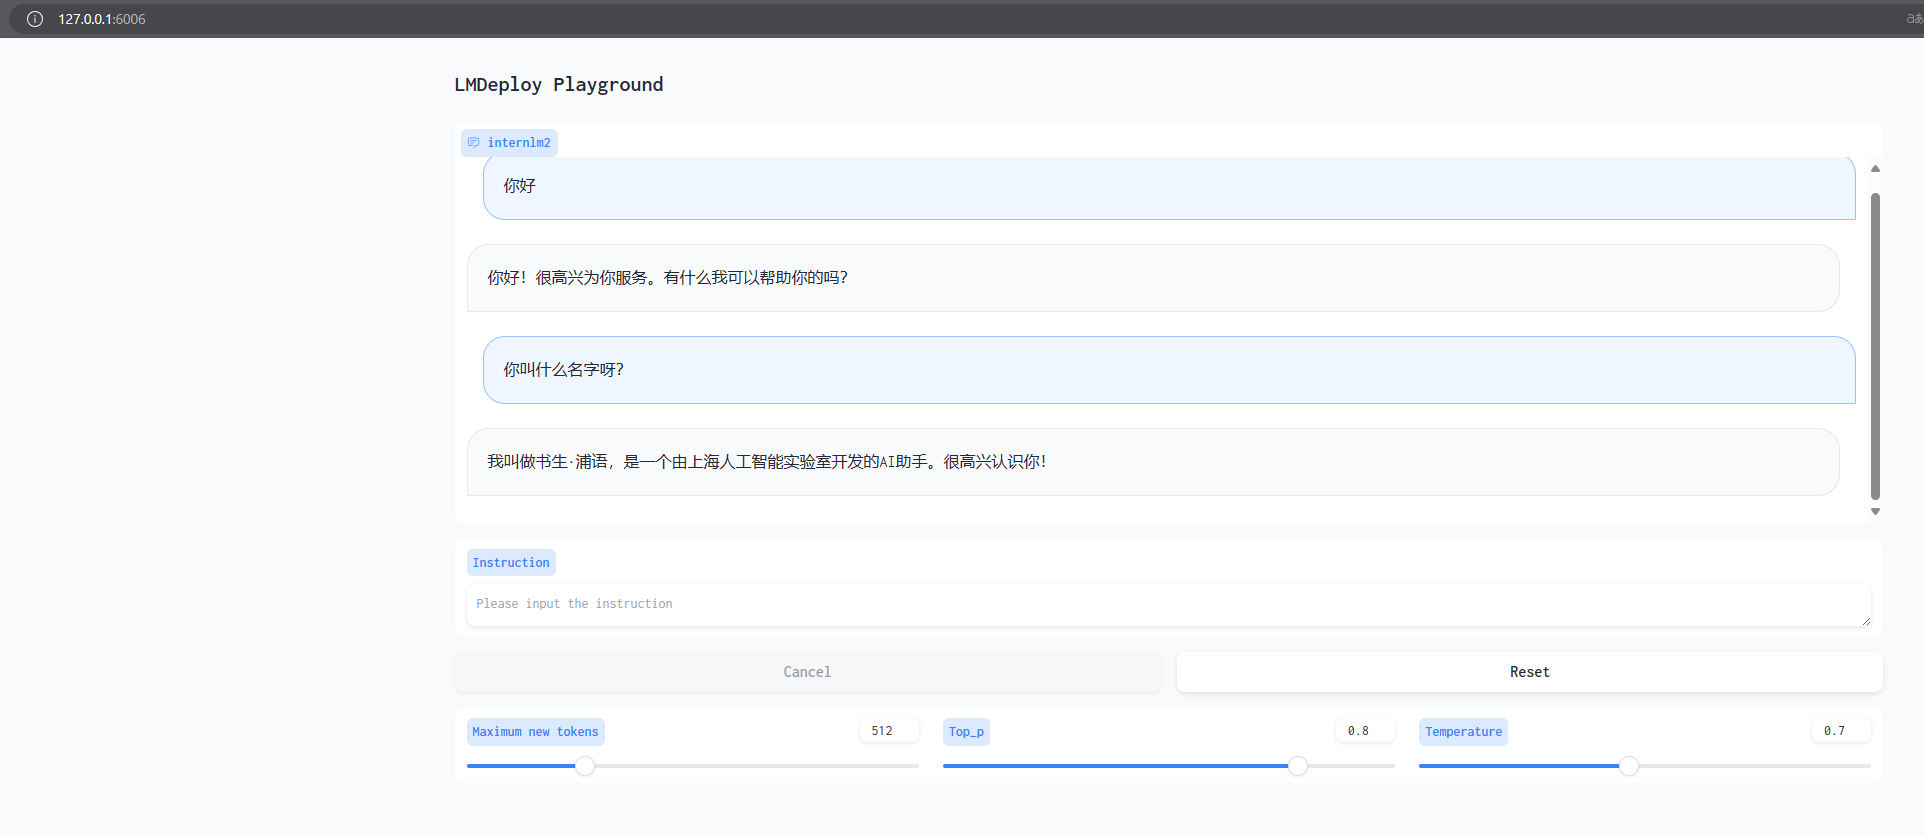 127.0.0.1:6006
aあ
LMDeploy Playground
internlm2
你好
你好！很高兴为你服务。有什么我可以帮助你的吗？
你叫什么名字呀？
我叫做书生·浦语，是一个由上海人工智能实验室开发的AI助手。很高兴认识你！
Instruction
Please input the instruction
Cancel
Reset
Maximum new tokens 512
Top_p 0.8
Temperature 0.7